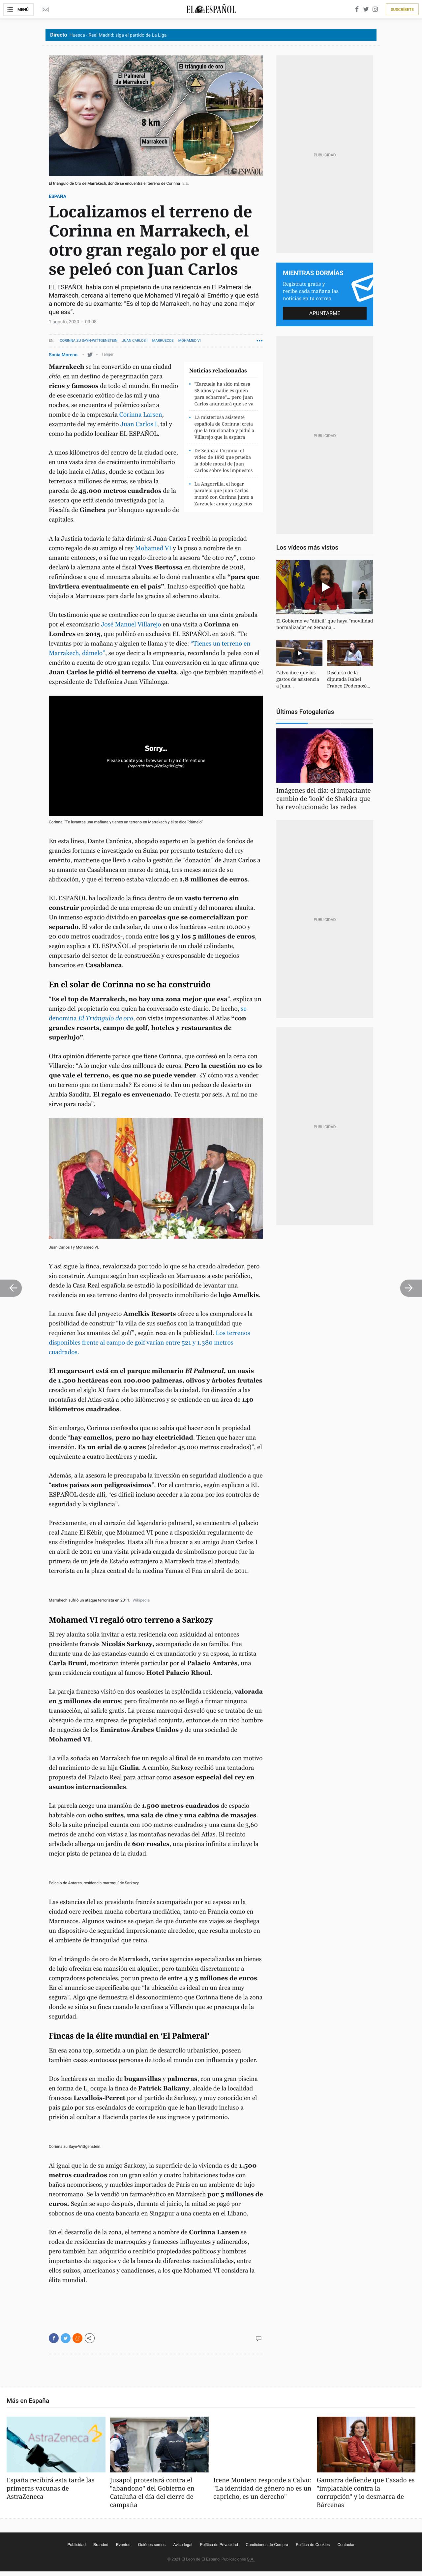 MENÚ
EL ESPAÑOL
SUSCRÍBETE
Directo Huesca - Real Madrid: siga el partido de La Liga
El Palmeral de Marrakech
El triángulo de oro
8 km
Marrakech
EL ESPAÑOL
El triángulo de Oro de Marrakech, donde se encuentra el terreno de Corinna E.E.
ESPAÑA
Localizamos el terreno de
Corinna en Marrakech, el
otro gran regalo por el que
se peleó con Juan Carlos
EL ESPAÑOL habla con el propietario de una residencia en El Palmeral de
Marrakech, cercana al terreno que Mohamed VI regaló al Emérito y que está
a nombre de su examante: "Es el top de Marrakech, no hay una zona mejor
que esa".
1 agosto, 2020 - 03:08
EN: CORINNA ZU SAYN-WITTGENSTEIN JUAN CARLOS I MARRUECOS MOHAMED VI
Sonia Moreno
Tánger
Marrakech se ha convertido en una ciudad
chic, en un parque de recreación para
ricos y famosos de todo del mundo. En medio
de ese escenario exótico de mil y una noches,
se encuentra el polémico solar a
nombre de la empresaria Corinna Larsen,
el ex amante del rey emérito Juan Carlos I, tal y
como ha podido localizar EL ESPAÑOL.
Noticias relacionadas
"Zarzuela ha sido mi casa
58 años y nadie es quién
para echarme"... pero Juan
Carlos anunciará que se va
La misteriosa asistente
española de Corinna: creía
que la traicionaba y pidió a
Villarejo que la espiara
De Selina a Corinna: el
vídeo de 1992 que prueba
la doble moral de Juan
Carlos sobre los impuestos
La Angorrilla, el hogar
paralelo que Juan Carlos
montó con Corinna junto a
Zarzuela: amor y negocios
A unos kilómetros del centro de la ciudad ocre,
se encuentra el nuevo área de desarrollo inmobiliario
de lujo hacia el Atlas, donde se cotizan
los terrenos más exclusivos. En esta zona, la
parcela de 45.000 metros cuadrados de la
asesora que está siendo investigada por la
Fiscalía de Ginebra por blanqueo agravado de
capitales.
A la Justicia todavía le falta dirimir si Juan Carlos I recibió la propiedad
como regalo de su amigo el rey Mohamed VI y la puso a nombre de su
amante entonces, o si fue un regalo directo a la asesora "de dos reyes", como
declaró la alemana ante el fiscal Yves Bertossa en diciembre de 2018,
refiriéndose a que el monarca alauita se lo donó directamente a ella "para que
invirtiera eventualmente en el país". Incluso especificó que habían
valorado la inversión de más personas en una zona de desarrollo urbano.
Un testimonio que se contradice con lo que se escucha en el audio grabado
por el excomisario José Manuel Villarejo en una visita a Corinna en
Londres en 2015, que publicó en exclusiva EL ESPAÑOL en 2018. "Te
levantas una mañana y alguien te llama y te dice: "Tienes un terreno en
Marrakech, dámelo", se oye decir a la empresaria, recordando la pelea con el
emérito cuando ya estaba rota la relación. Una conversación en la que afirma que
Juan Carlos le pidió el terreno de vuelta, algo que también manifestó el
expresidente de Telefónica Juan Villalonga.
Sorry...
Please update your browser or try a different one
Corinna: "Te levantas una mañana y tienes un terreno en Marrakech y él te dice 'dámelo'
En esta línea, Dante Canónica, abogado experto en la gestión de fondos de
grandes fortunas e investigado en Suiza por presunto testaferro del rey
emérito, mantiene que llevó a cabo la gestión de "donación" de Juan Carlos a
su amante en Casablanca en marzo de 2014, tres meses antes de su
abdicación, y que el terreno estaba valorado en 1,8 millones de euros.
EL ESPAÑOL ha localizado el lote dentro de un vasto terreno sin
construir propiedad de una empresa de un emiratí y del monarca alauita.
Un inmenso espacio dividido en parcelas que se comercializan por
separado. El valor de cada solar, de una o dos hectáreas -entre 10.000 y
20.000 metros cuadrados-, ronda entre los 3 y los 5 millones de euros,
según explica a EL ESPAÑOL el propietario de un chalé colindante,
empresario del sector de la construcción y exresponsable de negocios
bancarios en Casablanca.
En el solar de Corinna no se ha construido
"Es el top de Marrakech, no hay una zona mejor que esa", explica un
amigo del propietario con quien ha conversado este diario. De hecho, se
denomina El Triángulo de oro, con vistas impresionantes al Atlas "con
grandes resorts, campo de golf, hoteles y restaurantes de
superlujo".
Otra opinión diferente parece que tiene Corinna, que confesó en la cena con
Villarejo: "A lo mejor vale dos millones de euros. Pero la cuestión no es lo
que vale el terreno, es que no se puede vender. ¿Y cómo vas a vender
un terreno que no tiene nada? Es como si te dan un pedazo de desierto en
Arabia Saudita. El regalo es envenenado. Te cuesta por seis. A mí no me
sirve para nada".
Juan Carlos I y Mohamed VI.
Y así sigue la finca, revalorizada por todo lo que ha crecido alrededor, pero
sin construir. Aunque según han explicado en Marruecos a este periódico,
desde la Casa Real española se estudió la posibilidad de levantar una
residencia en ese terreno dentro del proyecto inmobiliario de lujo Amelkis.
La nueva fase del proyecto Amelkis Resorts ofrece a los compradores la
posibilidad de construir "la villa de sus sueños con la tranquilidad que
requieren los amantes del golf", según reza en la publicidad. Los terrenos
disponibles frente al campo de golf varían entre 521 y 1.380 metros
cuadrados.
El megaresort está en el parque milenario El Palmeral, un oasis
de 1.500 hectáreas con 100.000 palmeras, olivos y árboles frutales
creado en el siglo XI fuera de las murallas de la ciudad. En dirección a las
montañas del Atlas está a ocho kilómetros y se extiende en un área de 140
kilómetros cuadrados.
Sin embargo, Corinna confesaba que no sabía qué hacer con la propiedad
donde "hay camellos, pero no hay electricidad. Tienen que hacer una
inversión. Es un erial de 9 acres (alrededor 45.000 metros cuadrados)", el
equivalente a cuatro hectáreas y media.
Además, a la asesora le preocupaba la inversión en seguridad aludiendo a que
"estos países son peligrosísimos". Por el contrario, según explican a EL
ESPAÑOL desde allí, "es difícil incluso acceder a la zona por los controles de
seguridad y la vigilancia".
Precisamente, en el corazón del legendario palmeral, se encuentra el palacio
real Jnane El Kébir, que Mohamed VI pone a disposición regularmente de
sus distinguidos huéspedes. Hasta allí fue a buscar a su amigo Juan Carlos I
en abril de 2011 en una visita privada cargada de simbolismo porque fue la
primera de un jefe de Estado extranjero a Marrakech tras el atentado
terrorista en la plaza central de la medina Yamaa el Fna en abril de 2011.
Marrakech sufrió un ataque terrorista en 2011. Wikipedia
Mohamed VI regaló otro terreno a Sarkozy
El rey alauita solía invitar a esta residencia con asiduidad al entonces
presidente francés Nicolás Sarkozy, acompañado de su familia. Fue
durante una de las estancias cuando el ex mandatario y su esposa, la artista
Carla Bruni, mostraron interés particular por el Palacio Antarès, una
gran residencia contigua al famoso Hotel Palacio Rhoul.
La pareja francesa visitó en dos ocasiones la espléndida residencia, valorada
en 5 millones de euros; pero finalmente no se llegó a firmar ninguna
transacción, al salirle gratis. La prensa marroquí desveló que se trataba de un
obsequio de una empresa de propiedad conjunta, entonces de un marco hombre
de negocios de los Emiratos Árabes Unidos y de una sociedad de
Mohamed VI.
La villa soñada en Marrakech fue un regalo al final de su mandato con motivo
del nacimiento de su hija Giulia. A cambio, Sarkozy recibió una tentadora
propuesta del Palacio Real para actuar como asesor especial del rey en
asuntos internacionales.
La parcela acoge una mansión de 1.500 metros cuadrados de espacio
habitable con ocho suites, una sala de cine y una cabina de masajes.
Solo la suite principal cuenta con 100 metros cuadrados y una cama de 3,60
metros de ancho con vistas a las montañas nevadas del Atlas. El recinto
arbolado alberga un jardín de 600 rosales, una piscina infinita e incluye la
mejor pista de petanca de la ciudad.
Palacio de Antares, residencia marroquí de Sarkozy.
Las estancias del ex presidente francés acompañado por su esposa en la
ciudad ocre reciben mucha cobertura mediática, tanto en Francia como en
Marruecos. Algunos vecinos se quejan de que durante sus viajes se despliega
un dispositivo de seguridad impresionante alrededor, que muestra no obstante
el ambiente de tranquilidad que reina.
En el triángulo de oro de Marrakech, varias agencias especializadas en bienes
de lujo ofrecían esa mansión en alquiler, pero también directamente a
compradores potenciales, por un precio de entre 4 y 5 millones de euros.
En el anuncio se especificaba que "La ubicación es ideal en un área muy
segura". Algo que desmonta el desconocimiento que Corinna tiene de la zona
donde se sitúa su finca cuando le confiesa a Villarejo que se preocupa de la
seguridad.
Fincas de la élite mundial en 'El Palmeral'
En esa zona top, sometida a un plan de desarrollo urbanístico, poseen
también casas suntuosas personas de todo el mundo con influencia y poder.
Dos hectáreas en medio de buganvillas y palmeras, con una gran piscina
en forma de L, ocupa la finca de Patrick Balkany, alcalde de la localidad
francesa Levallois-Perret por el partido de Sarkozy, y muy conocido en el
país galo por sus escándalos de corrupción que le han llevado incluso a
prisión al ocultar a Hacienda partes de sus ingresos y patrimonio.
Corinna zu Sayn-Wittgenstein.
Al igual que la de su amigo Sarkozy, la superficie de la vivienda es de 1.500
metros cuadrados con un gran salón y cuatro habitaciones todas con
baños neomoriscos, y muebles importados de París en un ambiente de lujo
neorromano. Se la vendió un farmacéutico en Marrakech por 5 millones de
euros. Según se supo después, durante el juicio, la mitad se pagó por
sobornos de una cuenta bancaria en Singapur a una cuenta en el Líbano.
En el desarrollo de la zona, el terreno a nombre de Corinna Larsen se
rodea de residencias de marroquíes y franceses influyentes y adinerados,
pero también han adquirido o recibido propiedades políticos y hombres
importantes de negocios y de la banca de diferentes nacionalidades, entre
ellos suizos, americanos y canadienses, a los que Mohamed VI considera la
élite mundial.
PUBLICIDAD
MIENTRAS DORMÍAS
Regístrate gratis y
recibe cada mañana las
noticias en tu correo
APUNTARME
PUBLICIDAD
Los vídeos más vistos
El Gobierno ve "difícil" que haya "movilidad
normalizada" en Semana...
Calvo dice que los
gastos de asistencia
a Juan...
Discurso de la
diputada Isabel
Franco (Podemos)...
Últimas Fotogalerías
Imágenes del día: el impactante
cambio de 'look' de Shakira que
ha revolucionado las redes
PUBLICIDAD
PUBLICIDAD
Más en España
AstraZeneca
España recibirá esta tarde las
primeras vacunas de
AstraZeneca
Jusapol protestará contra el
"abandono" del Gobierno en
Cataluña el día del cierre de
campaña
Irene Montero responde a Calvo:
"La identidad de género no es un
capricho, es un derecho"
Gamarra defiende que Casado es
"implacable contra la
corrupción" y lo desmarca de
Bárcenas
Publicidad Branded Eventos Quiénes somos Aviso legal Política de Privacidad Condiciones de Compra Política de Cookies Contactar
© 2021 El León de El Español Publicaciones S.A.